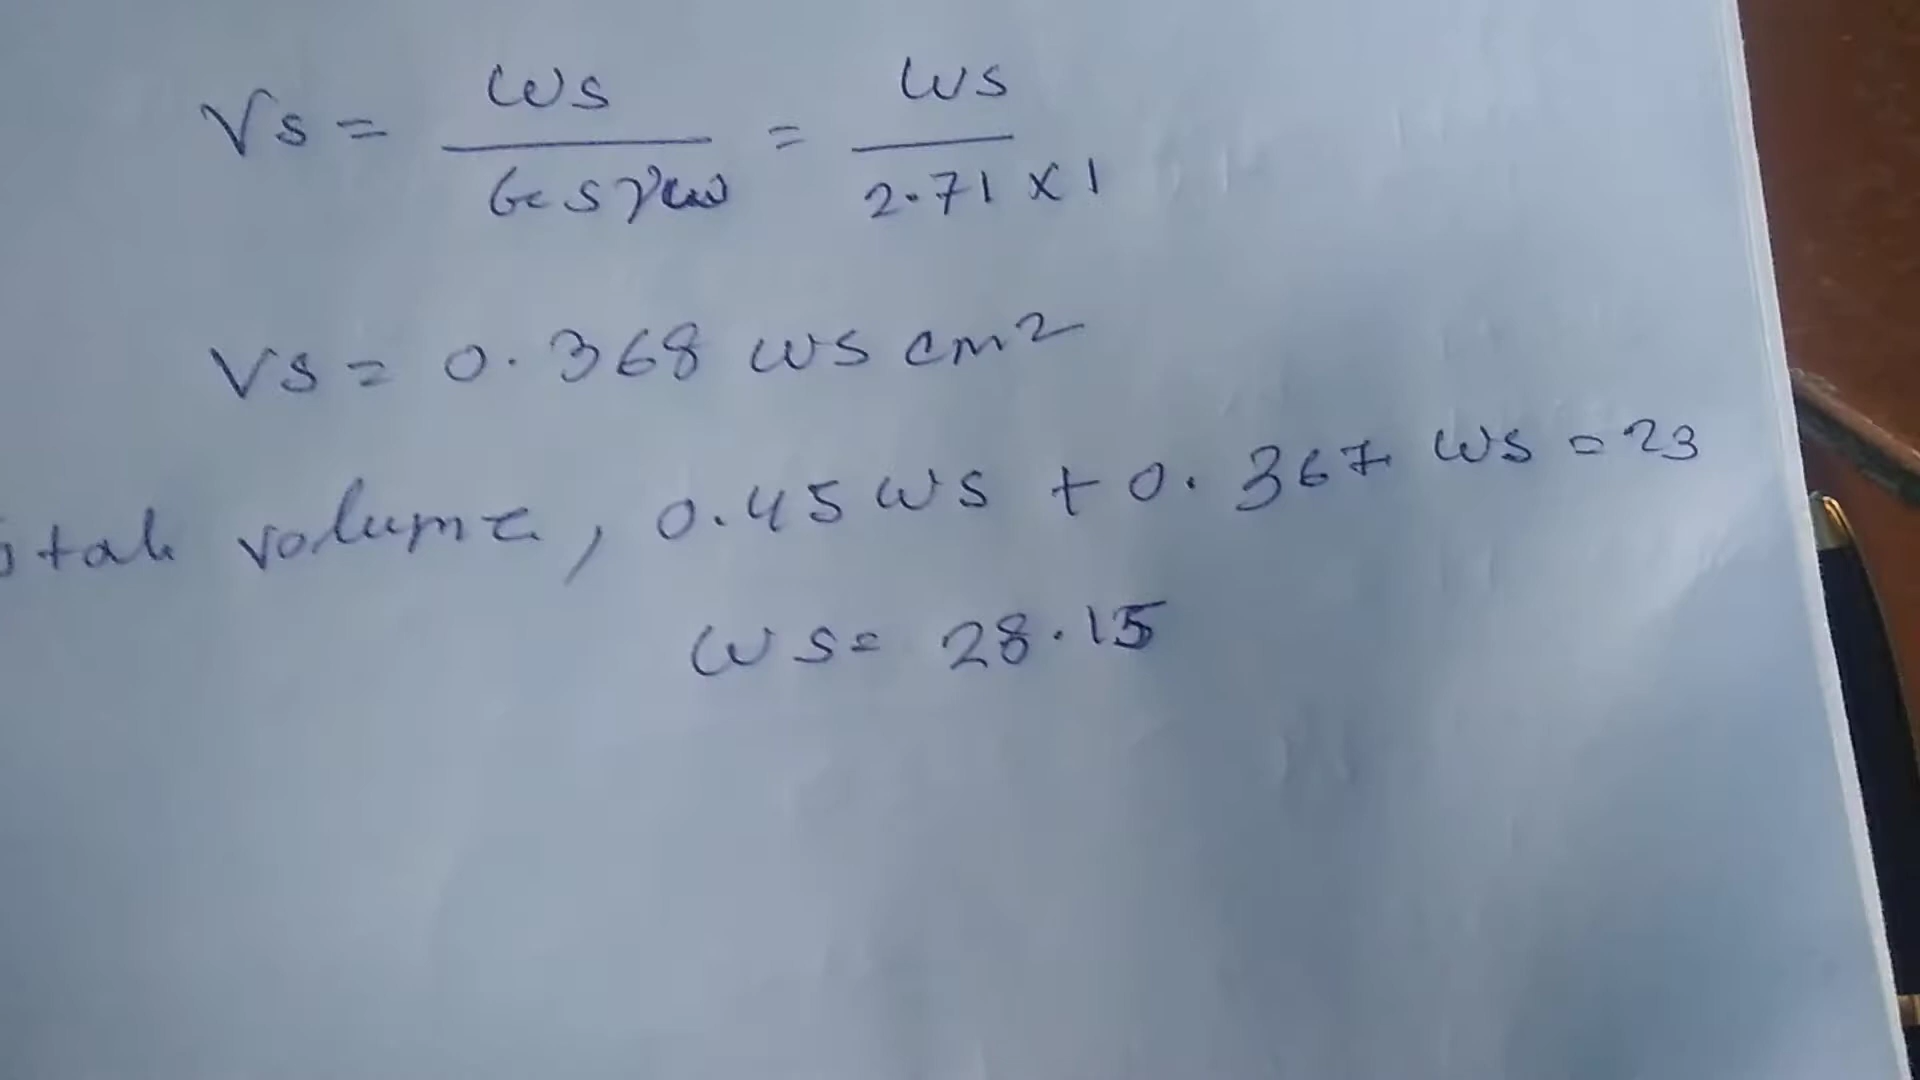 Vs = Ws / Gsγw = Ws / 2.71 × 1
Vs = 0.368 Ws cm2
otal volume, 0.45 Ws + 0.367 Ws = 23
Ws = 28.15